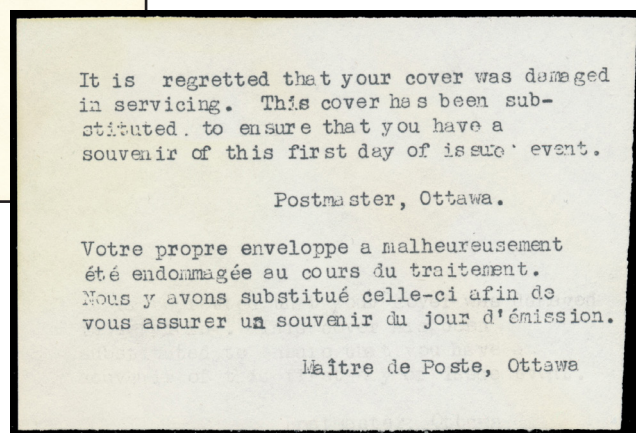 It is regretted that your cover was damaged
in servicing. This cover has been sub-
stituted. to ensure that you have a
souvenir of this first day of issue event.
Postmaster, Ottawa.
Votre propre enveloppe a malheureusement
été endommagée au cours du traitement.
Nous y avons substitué celle-ci afin de
vous assurer un souvenir du jour d'émission.
Maître de Poste, Ottawa